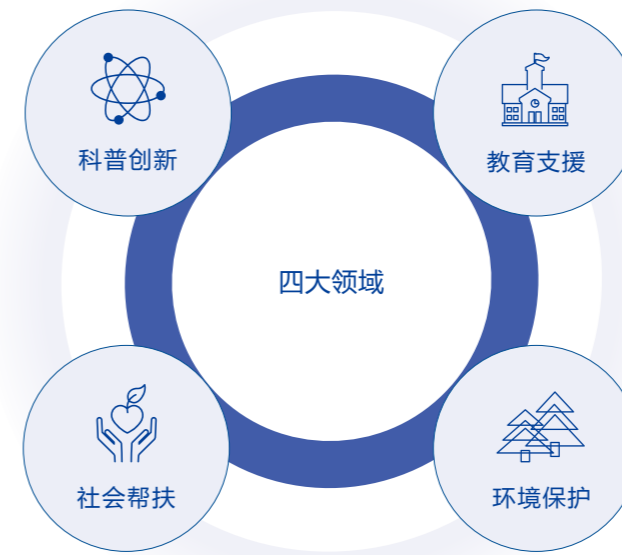 科普创新
教育支援
四大领域
社会帮扶
环境保护